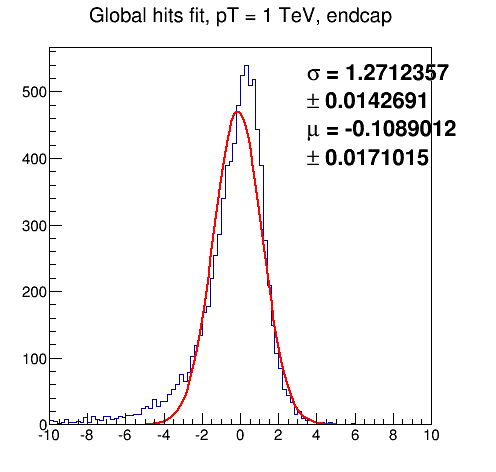 Global hits fit, pT = 1 TeV, endcap
σ = 1.2712357
± 0.0142691
μ = -0.1089012
± 0.0171015
500
400
300
200
100
0
-10 -8 -6 -4 -2 0 2 4 6 8 10